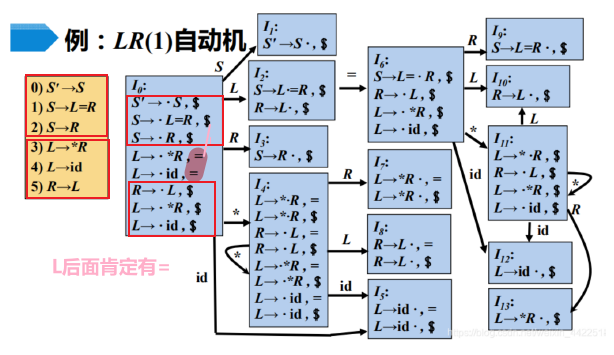 例：LR(1)自动机
0) S'→S
1) S→L=R
2) S→R
3) L→*R
4) L→id
5) R→L
I0:
S'→·S, $
S→·L=R, $
S→·R, $
L→·*R, =
L→·id, =
R→·L, $
L→·*R, $
L→·id, $
S
L
R
*
id
I1:
S'→S·, $
I2:
S→L·=R, $
R→L·, $
=
I3:
S→R·, $
I4:
L→*·R, =
L→*·R, $
R→·L, =
R→·L, $
L→·*R, =
L→·*R, $
L→·id, =
L→·id, $
*
R
L
id
I5:
L→id·, =
L→id·, $
I6:
S→L=·R, $
R→·L, $
L→·*R, $
L→·id, $
R
L
*
id
I7:
L→*R·, =
L→*R·, $
I8:
R→L·, =
R→L·, $
I9:
S→L=R·, $
I10:
R→L·, $
L
I11:
L→*·R, $
R→·L, $
L→·*R, $
L→·id, $
*
R
id
I12:
L→id·, $
I13:
L→*R·, $
L后面肯定有=